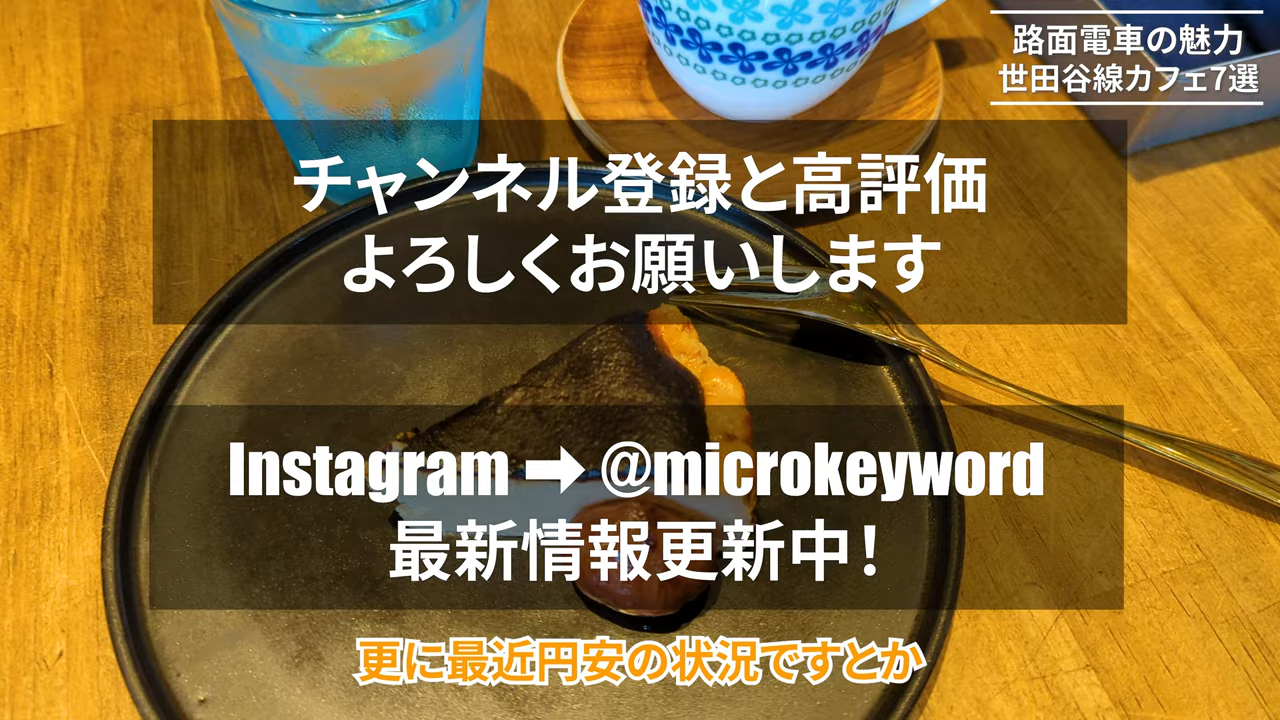 路面電車の魅力
世田谷線カフェ7選
チャンネル登録と高評価
よろしくお願いします
Instagram ➡ @microkeyword
最新情報更新中!
更に最近円安の状況ですとか